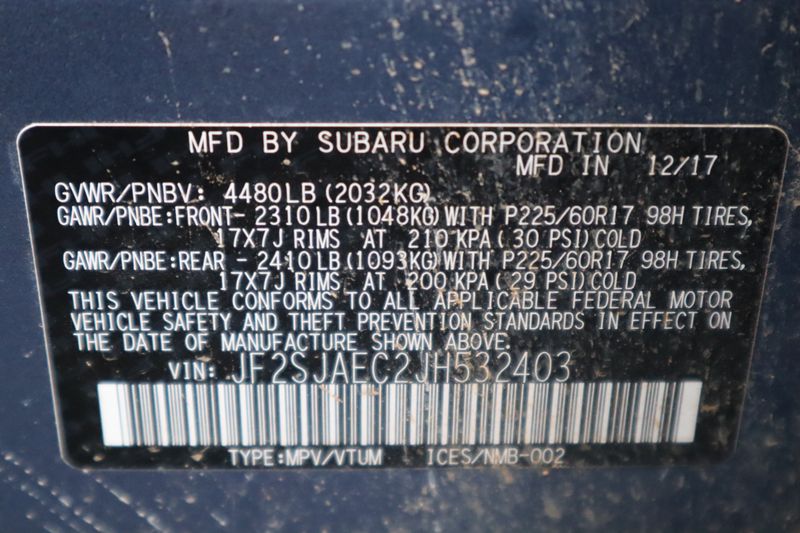 MFD BY SUBARU CORPORATION
MFD IN 12/17
GVWR/PNBV: 4480LB (2032KG)
GAWR/PNBE:FRONT- 2310 LB (1048KG) WITH P225/60R17 98H TIRES,
17X7J RIMS AT 210 KPA ( 30 PSI) COLD
GAWR/PNBE:REAR - 2410 LB (1093KG) WITH P225/60R17 98H TIRES,
17X7J RIMS AT 200 KPA ( 29 PSI) COLD
THIS VEHICLE CONFORMS TO ALL APPLICABLE FEDERAL MOTOR
VEHICLE SAFETY AND THEFT PREVENTION STANDARDS IN EFFECT ON
THE DATE OF MANUFACTURE SHOWN ABOVE.
VIN: JF2SJAEC2JH532403
TYPE:MPV/VTUM ICES/NMB-002